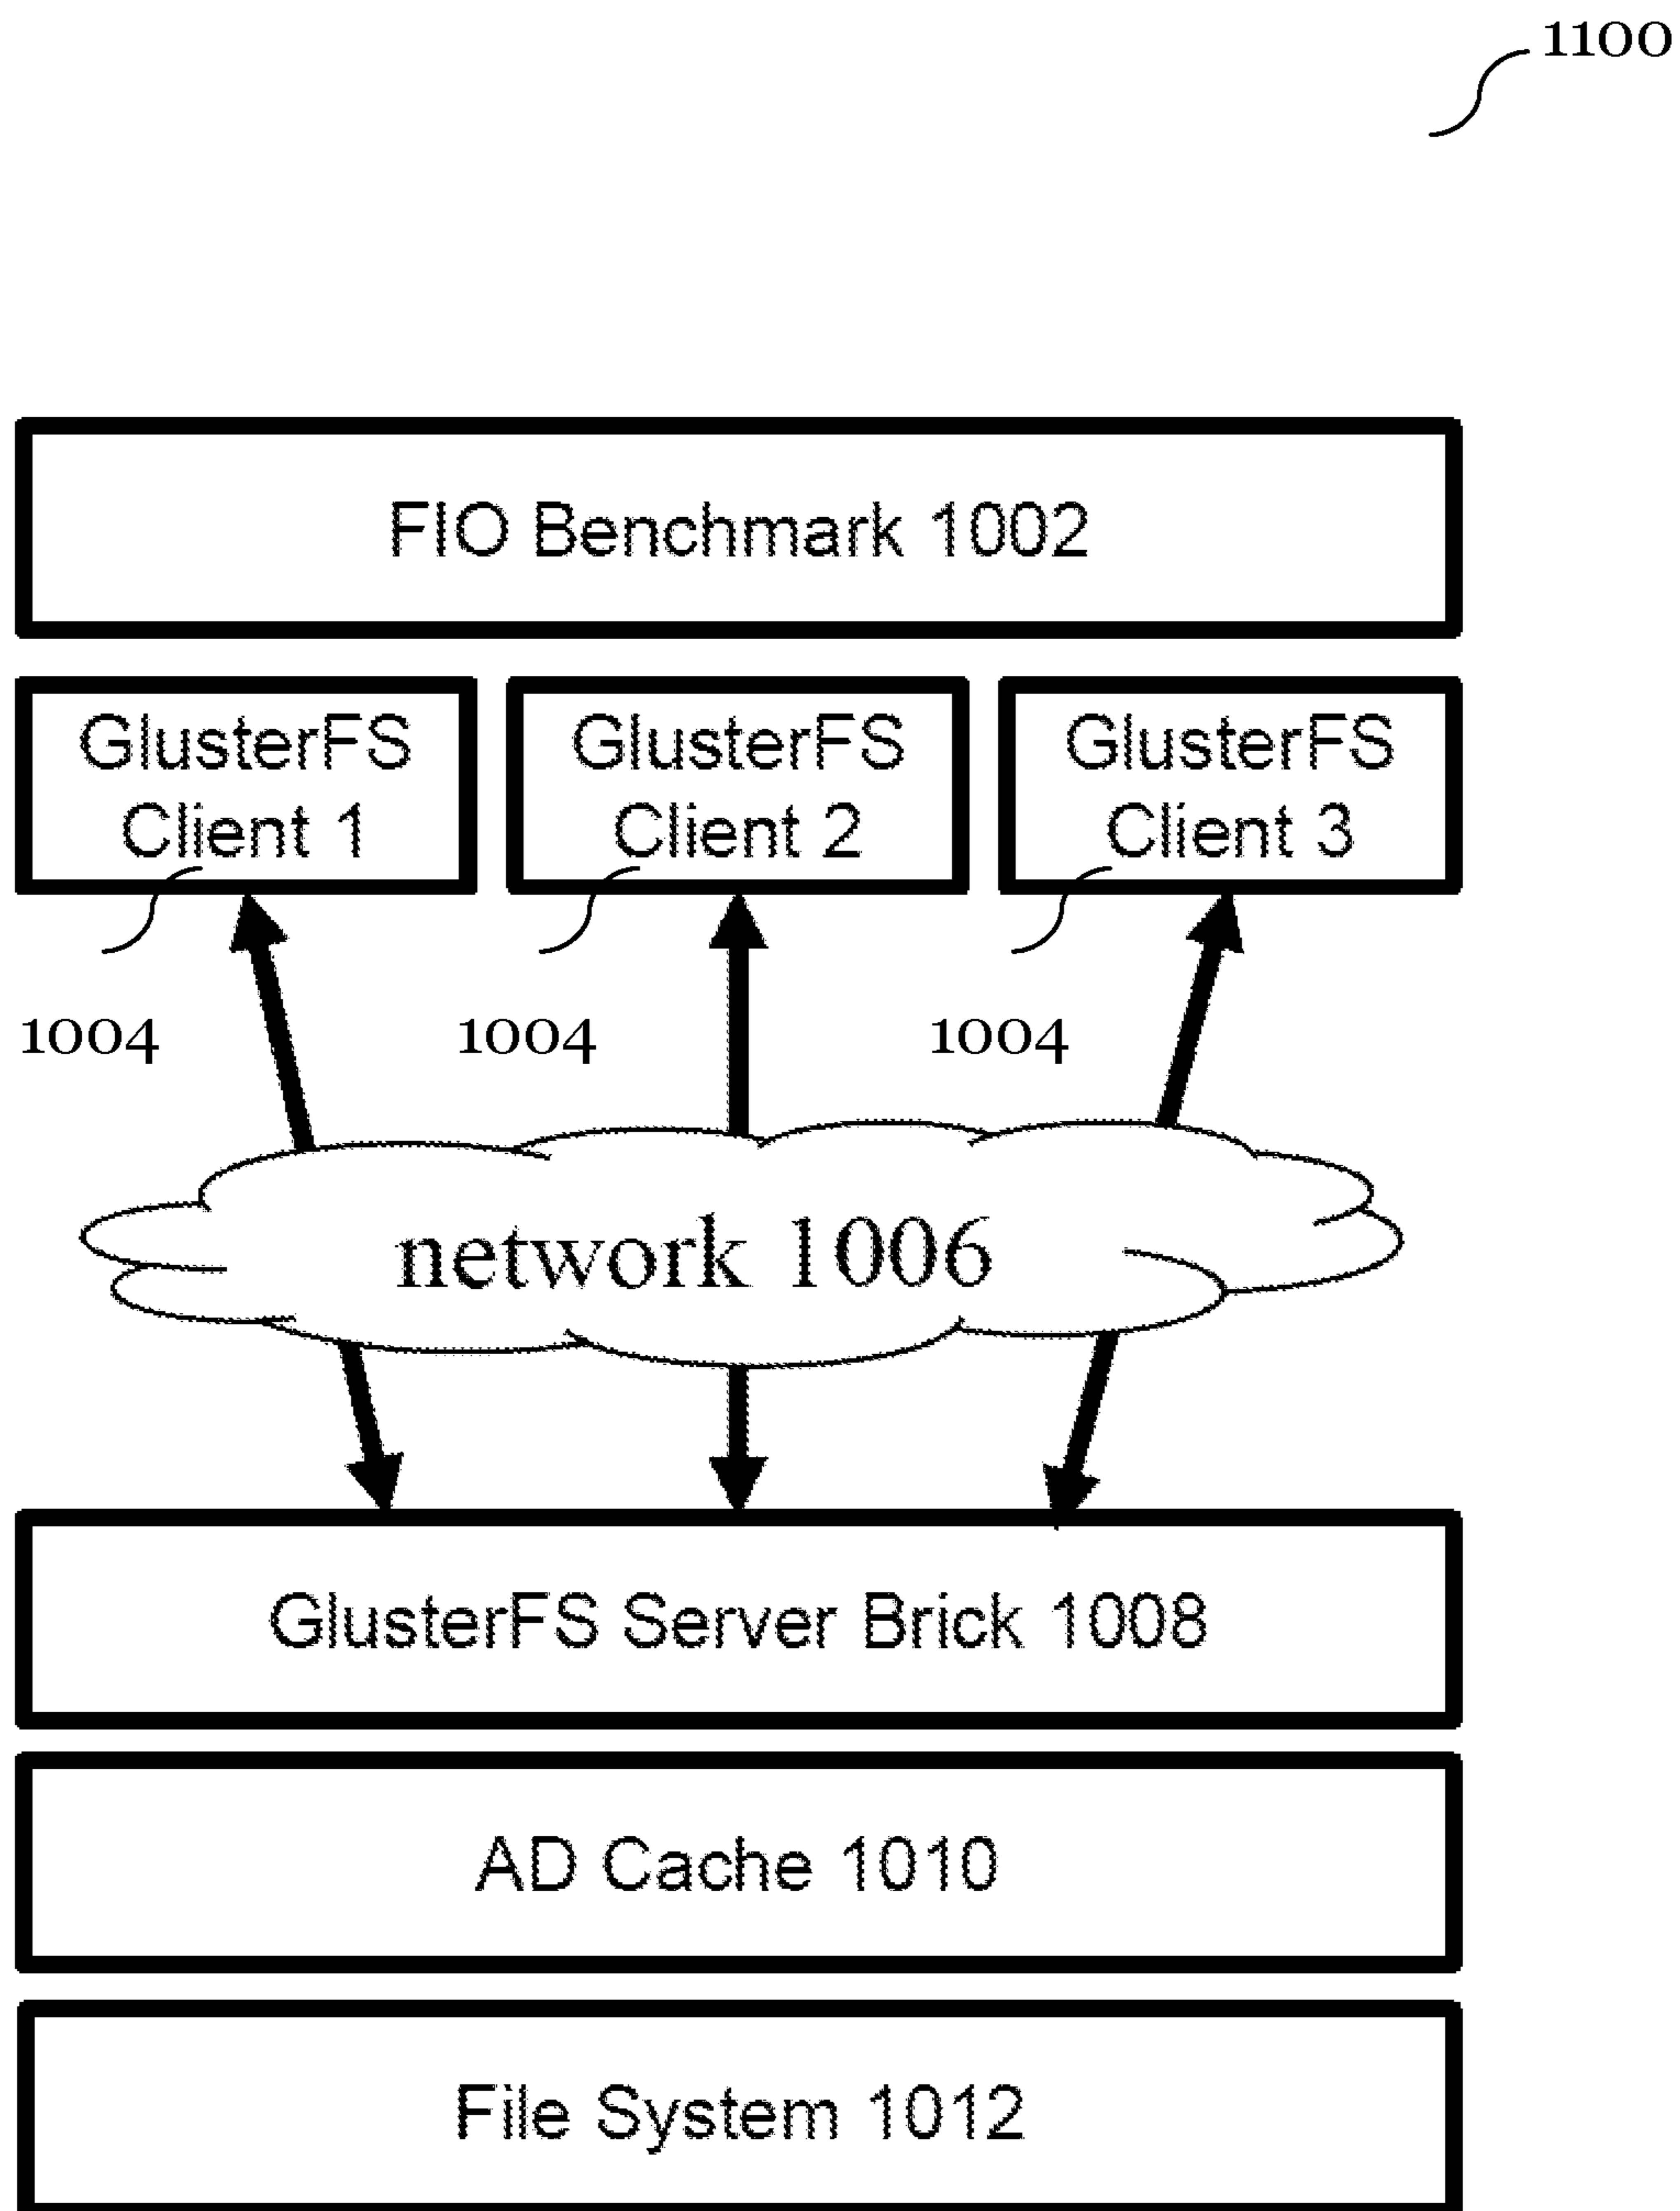 1100
FIO Benchmark 1002
GlusterFS
Client 1
GlusterFS
Client 2
GlusterFS
Client 3
1004
1004
1004
network 1006
GlusterFS Server Brick 1008
AD Cache 1010
File System 1012